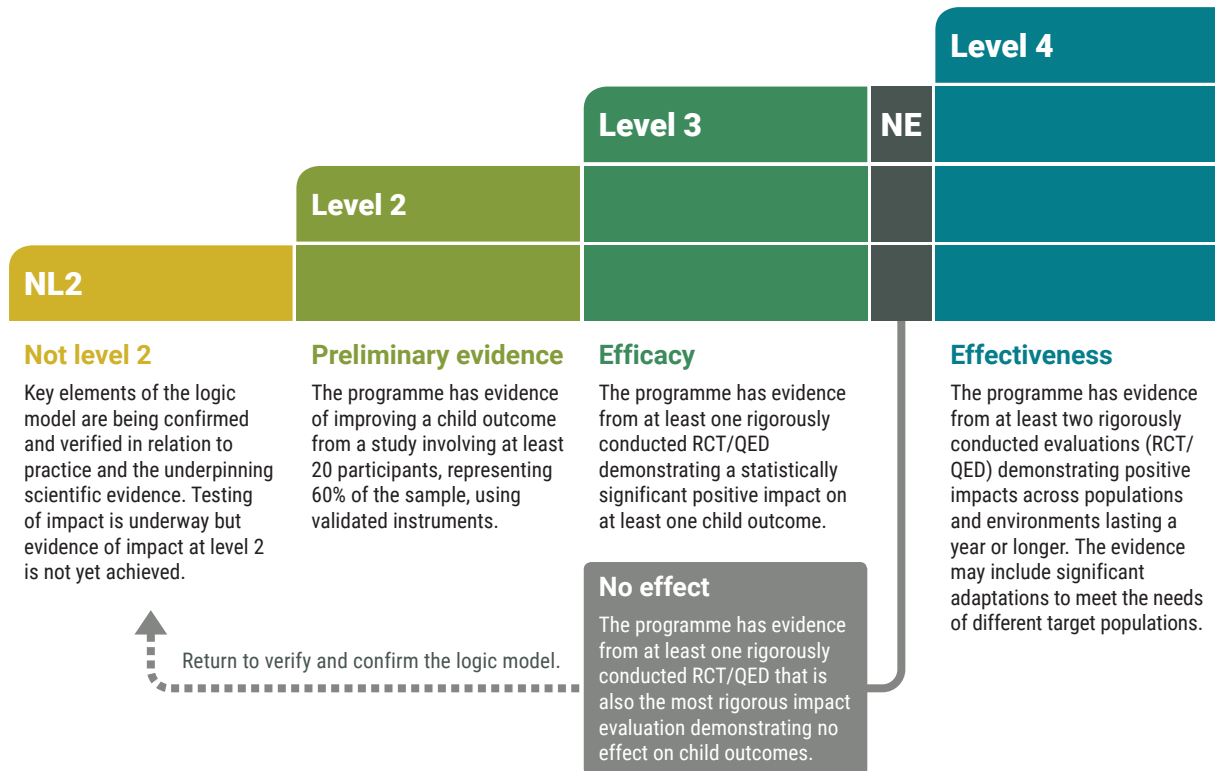 Level 4
Level 3
NE
Level 2
NL2
Not level 2
Key elements of the logic
model are being confirmed
and verified in relation to
practice and the underpinning
scientific evidence. Testing
of impact is underway but
evidence of impact at level 2
is not yet achieved.
Preliminary evidence
The programme has evidence
of improving a child outcome
from a study involving at least
20 participants, representing
60% of the sample, using
validated instruments.
Efficacy
The programme has evidence
from at least one rigorously
conducted RCT/QED
demonstrating a statistically
significant positive impact on
at least one child outcome.
Effectiveness
The programme has evidence
from at least two rigorously
conducted evaluations (RCT/
QED) demonstrating positive
impacts across populations
and environments lasting a
year or longer. The evidence
may include significant
adaptations to meet the needs
of different target populations.
No effect
The programme has evidence
from at least one rigorously
conducted RCT/QED that is
also the most rigorous impact
evaluation demonstrating no
effect on child outcomes.
Return to verify and confirm the logic model.